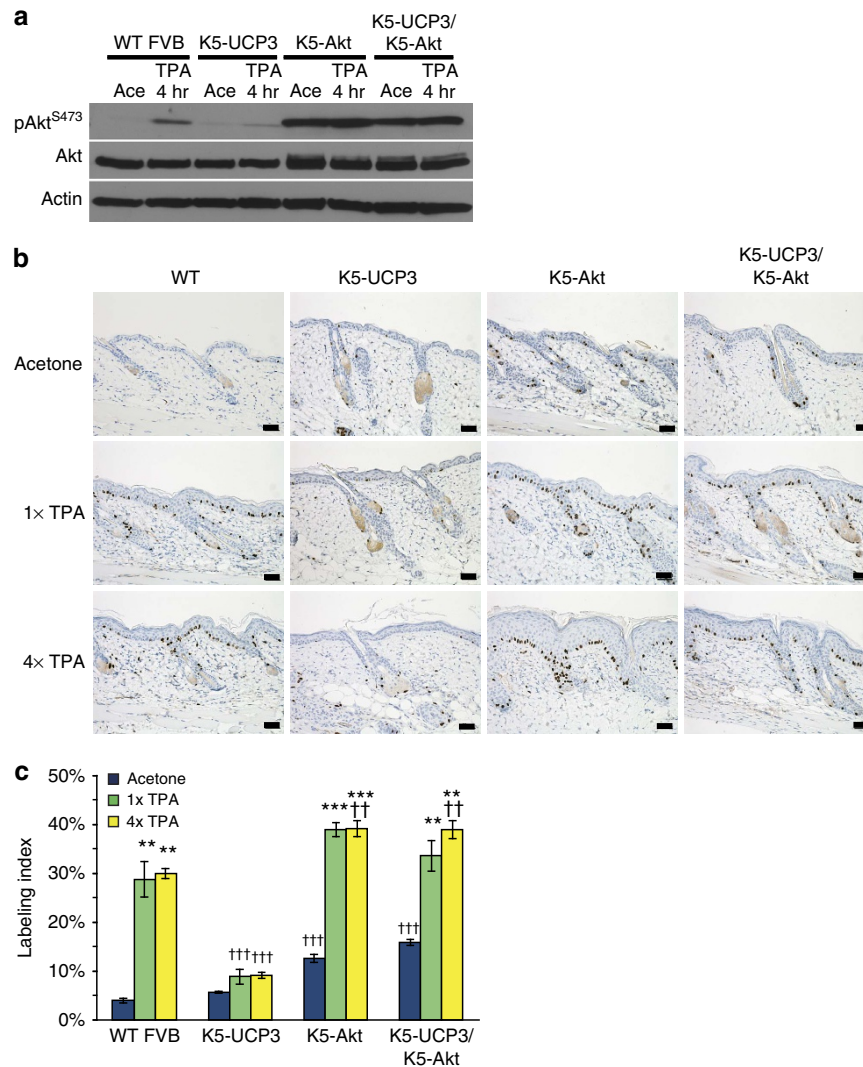 a
WT FVB K5-UCP3 K5-Akt K5-UCP3/
K5-Akt
TPA TPA TPA TPA
Ace 4 hr Ace 4 hr Ace 4 hr Ace 4 hr
pAktS473
Akt
Actin
b
WT K5-UCP3 K5-Akt K5-UCP3/
K5-Akt
Acetone
1× TPA
4× TPA
c
Labeling index
50%
40%
30%
20%
10%
0%
Acetone
1x TPA
4x TPA
** **
††† †††
††† *** ***
††
††† ** **
††
WT FVB K5-UCP3 K5-Akt K5-UCP3/
K5-Akt